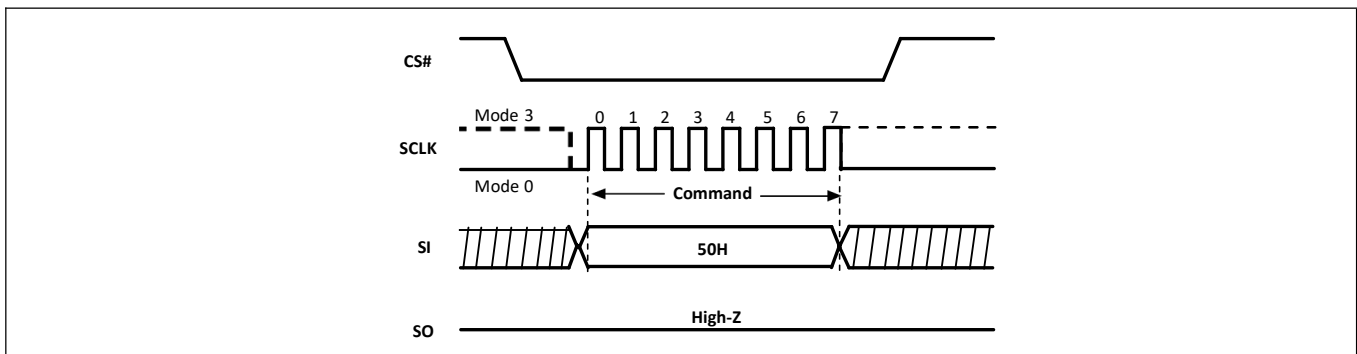 CS#
Mode 3
0 1 2 3 4 5 6 7
SCLK
Mode 0
Command
SI
50H
High-Z
SO